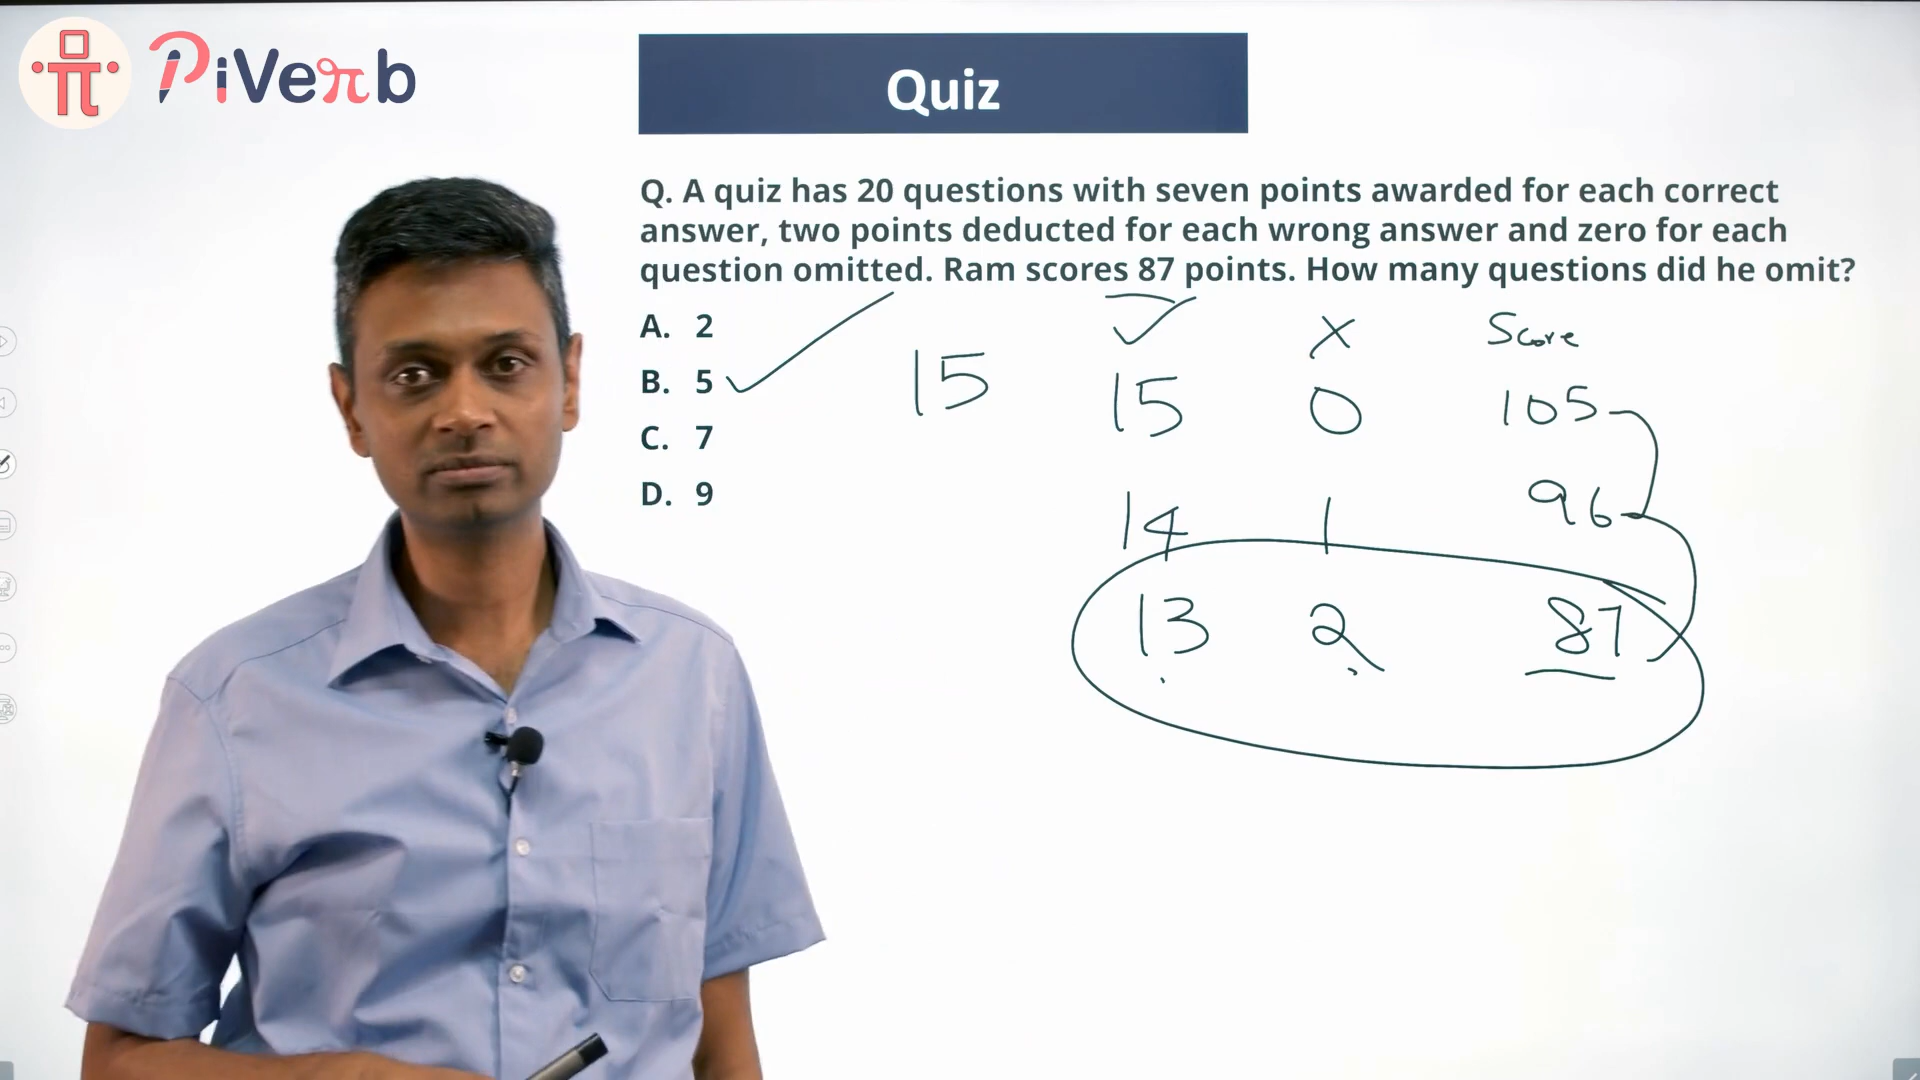 PiVerb
Quiz
Q. A quiz has 20 questions with seven points awarded for each correct
answer, two points deducted for each wrong answer and zero for each
question omitted. Ram scores 87 points. How many questions did he omit?
A. 2
B. 5
C. 7
D. 9
15
✓ X Score
15 0 105
14 1 96
13 2 87